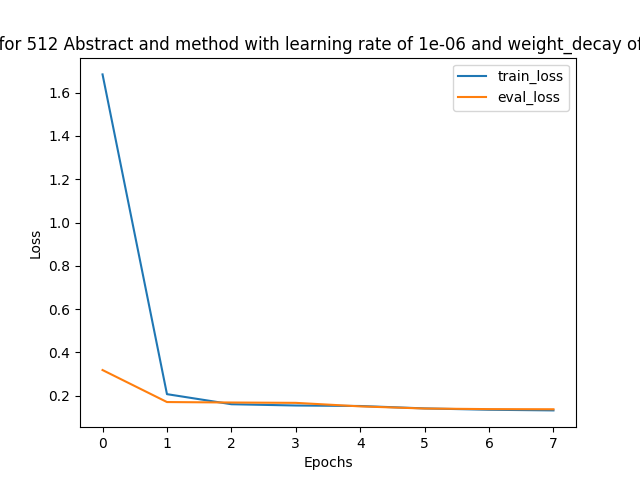 for 512 Abstract and method with learning rate of 1e-06 and weight_decay of
train_loss
eval_loss
1.6
1.4
1.2
1.0
0.8
0.6
0.4
0.2
Loss
0 1 2 3 4 5 6 7
Epochs